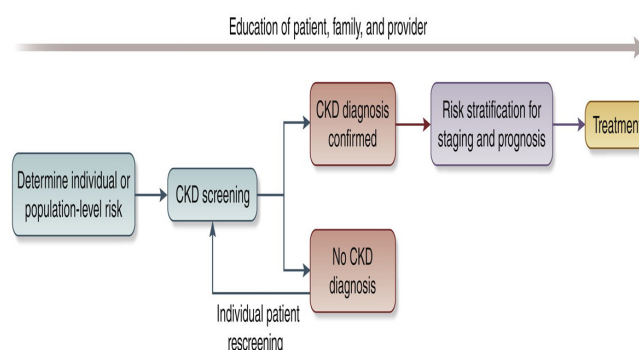 Education of patient, family, and provider
CKD diagnosis
confirmed
Risk stratification for
staging and prognosis
Treatment
Determine individual or
population-level risk
CKD screening
No CKD
diagnosis
Individual patient
rescreening